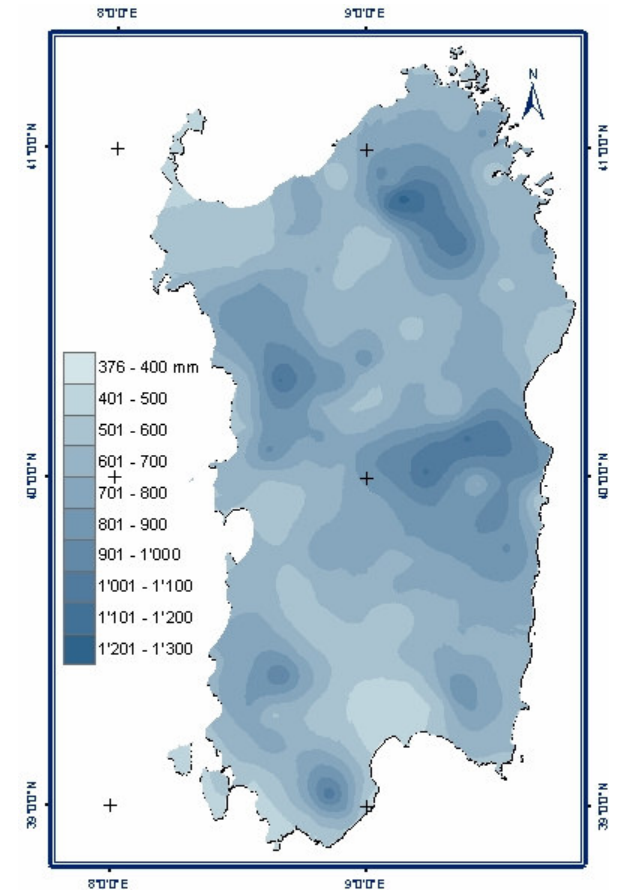 8°0'0"E 9°0'0"E
N
41°0'0"N 41°0'0"N
376 - 400 mm
401 - 500
501 - 600
601 - 700
701 - 800
801 - 900
901 - 1'000
1'001 - 1'100
1'101 - 1'200
1'201 - 1'300
40°0'0"N 40°0'0"N
39°0'0"N 39°0'0"N
8°0'0"E 9°0'0"E